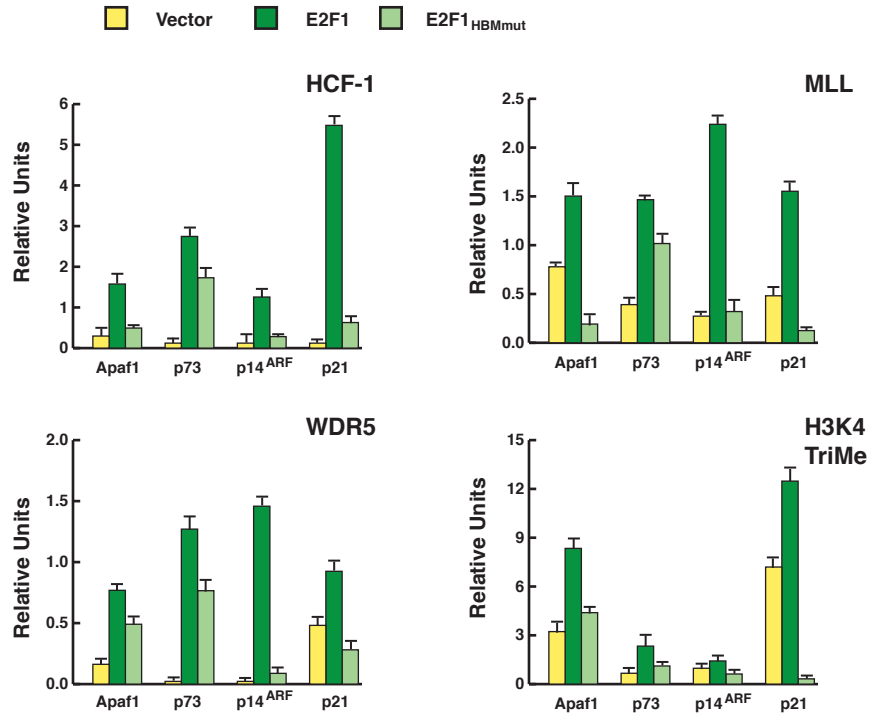 Vector E2F1 E2F1HBMmut
HCF-1
Relative Units
6
5
4
3
2
1
0
Apaf1 p73 p14ARF p21
MLL
Relative Units
2.5
2.0
1.5
1.0
0.5
0.0
Apaf1 p73 p14ARF p21
WDR5
Relative Units
2.0
1.5
1.0
0.5
0.0
Apaf1 p73 p14ARF p21
H3K4
TriMe
Relative Units
15
12
9
6
3
0
Apaf1 p73 p14ARF p21